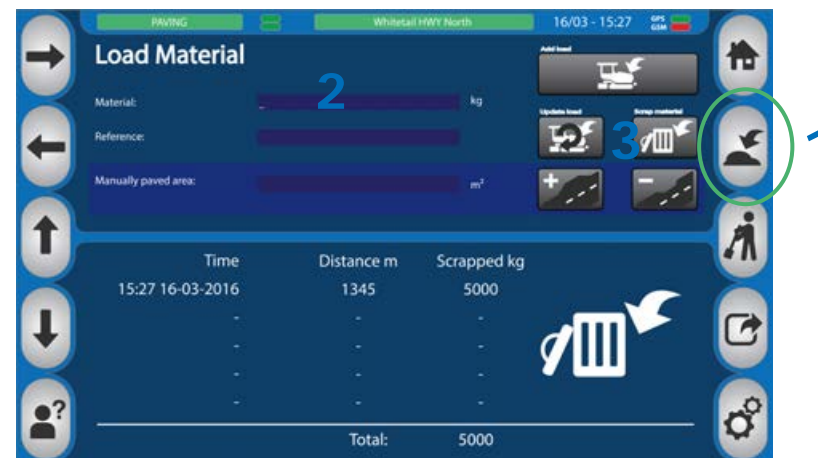 PAVING Whitetail HWY North 16/03 - 15:27 GPS
GSM
Load Material
Add load
Material: _ 2 kg
Update load Scrap material
Reference: 3 1
Manually paved area: m²
+ −
?
Time Distance m Scrapped kg
15:27 16-03-2016 1345 5000
- - -
- - -
- - -
- - -
Total: 5000